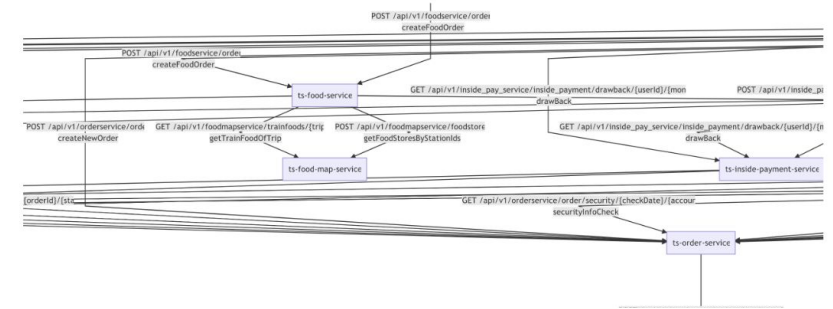 POST /api/v1/foodservice/order
createFoodOrder
POST /api/v1/foodservice/order
createFoodOrder
ts-food-service
GET /api/v1/inside_pay_service/inside_payment/drawback/{userId}/{mon
drawBack
POST /api/v1/inside_pa
POST /api/v1/orderservice/orde
createNewOrder
GET /api/v1/foodmapservice/trainfoods/{trip
getTrainFoodOfTrip
POST /api/v1/foodmapservice/foodstore
getFoodStoresByStationIds
GET /api/v1/inside_pay_service/inside_payment/drawback/{userId}/{m
drawBack
ts-food-map-service
ts-inside-payment-service
{orderId}/{sta
GET /api/v1/orderservice/order/security/{checkDate}/{accour
securityInfoCheck
ts-order-service